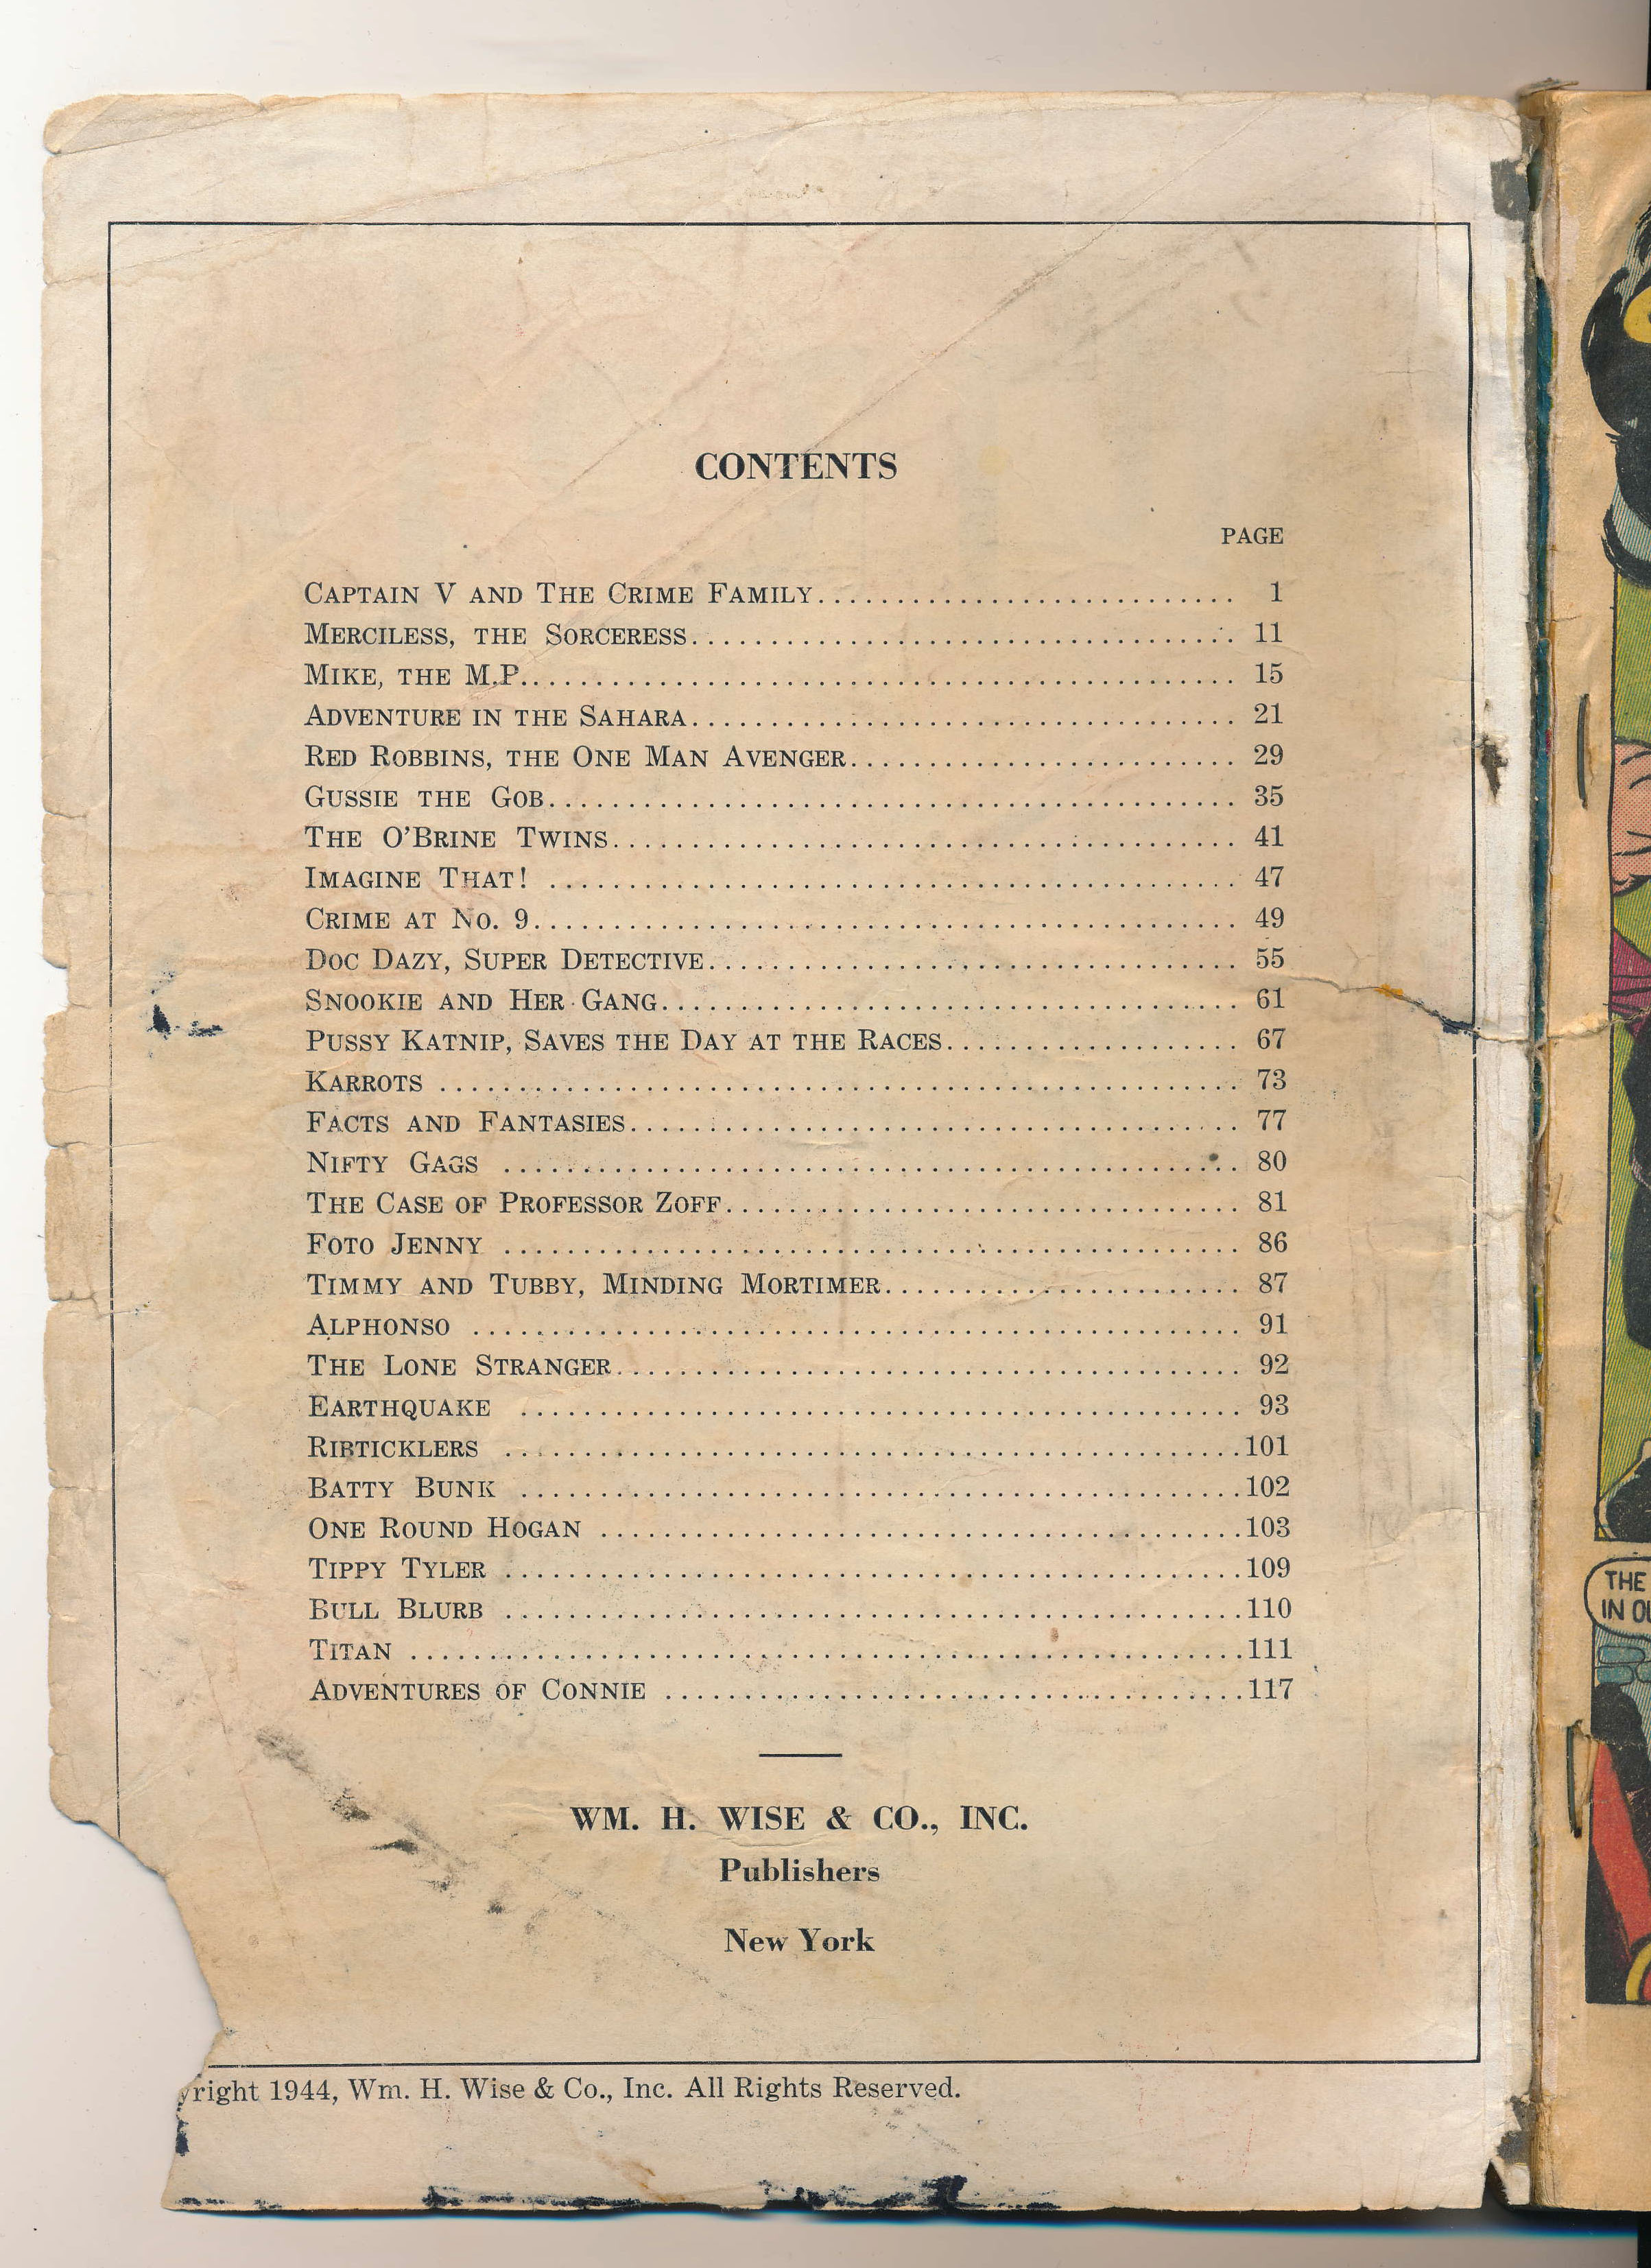 CONTENTS
PAGE
CAPTAIN V AND THE CRIME FAMILY........................... 1
MERCILESS, THE SORCERESS................................... 11
MIKE, THE M.P.............................................. 15
ADVENTURE IN THE SAHARA................................... 21
RED ROBBINS, THE ONE MAN AVENGER......................... 29
GUSSIE THE GOB............................................ 35
THE O'BRINE TWINS........................................ 41
IMAGINE THAT! ............................................ 47
CRIME AT NO. 9............................................. 49
DOC DAZY, SUPER DETECTIVE.................................. 55
SNOOKIE AND HER GANG..................................... 61
PUSSY KATNIP, SAVES THE DAY AT THE RACES................... 67
KARROTS ................................................... 73
FACTS AND FANTASIES....................................... 77
NIFTY GAGS ............................................... 80
THE CASE OF PROFESSOR ZOFF................................. 81
FOTO JENNY ............................................... 86
TIMMY AND TUBBY, MINDING MORTIMER....................... 87
ALPHONSO ................................................. 91
THE LONE STRANGER........................................ 92
EARTHQUAKE .............................................. 93
RIBTICKLERS ...............................................101
BATTY BUNK ..............................................102
ONE ROUND HOGAN .........................................103
TIPPY TYLER ...............................................109
BULL BLURB ...............................................110
TITAN .....................................................111
ADVENTURES OF CONNIE .....................................117
WM. H. WISE & CO., INC.
Publishers
New York
yright 1944, Wm. H. Wise & Co., Inc. All Rights Reserved.
THE
IN